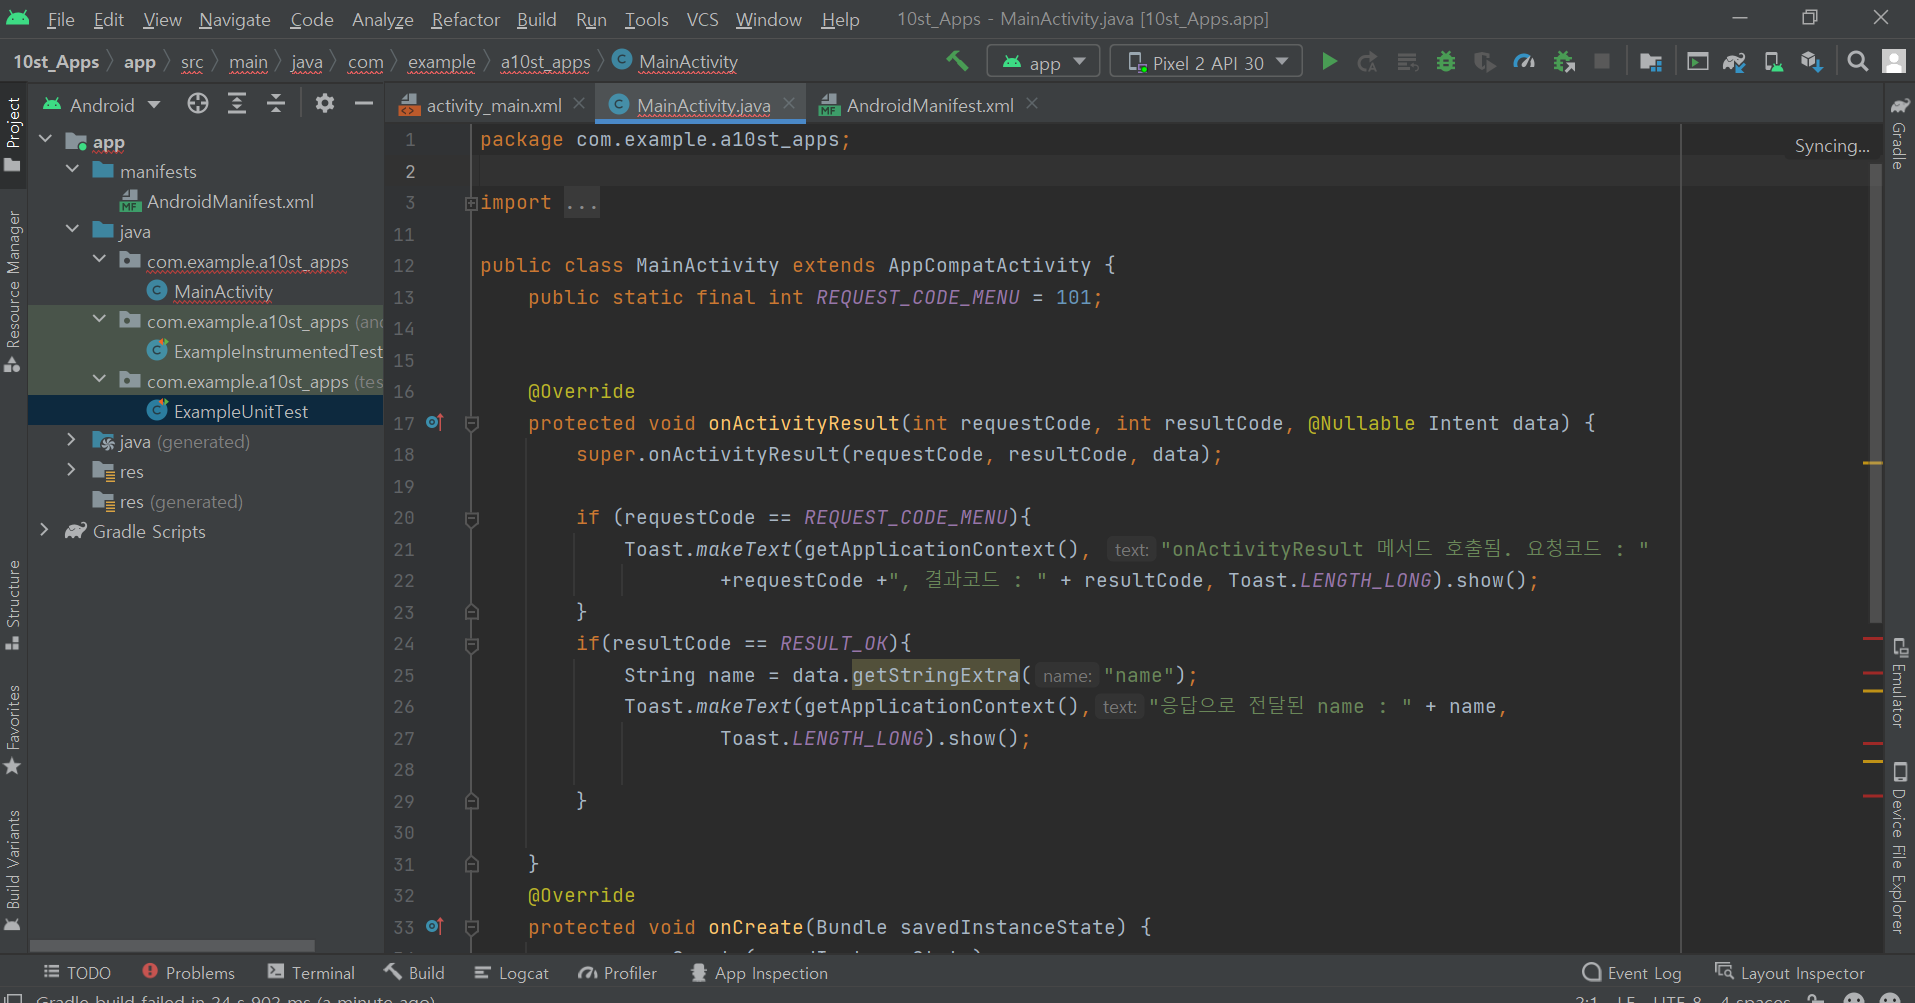 File Edit View Navigate Code Analyze Refactor Build Run Tools VCS Window Help 10st_Apps - MainActivity.java [10st_Apps.app]
10st_Apps app src main java com example a10st_apps MainActivity app Pixel 2 API 30
Android activity_main.xml MainActivity.java AndroidManifest.xml
Project
Resource Manager
Structure
Favorites
Build Variants
app
manifests
AndroidManifest.xml
java
com.example.a10st_apps
MainActivity
com.example.a10st_apps
ExampleInstrumentedTest
com.example.a10st_apps
ExampleUnitTest
java (generated)
res
res (generated)
Gradle Scripts
Syncing...
1 package com.example.a10st_apps;
2
3 import ...
11
12 public class MainActivity extends AppCompatActivity {
13 public static final int REQUEST_CODE_MENU = 101;
14
15
16 @Override
17 protected void onActivityResult(int requestCode, int resultCode, @Nullable Intent data) {
18 super.onActivityResult(requestCode, resultCode, data);
19
20 if (requestCode == REQUEST_CODE_MENU){
21 Toast.makeText(getApplicationContext(), text: "onActivityResult 메서드 호출됨. 요청코드 : "
22 +requestCode +", 결과코드 : " + resultCode, Toast.LENGTH_LONG).show();
23 }
24 if(resultCode == RESULT_OK){
25 String name = data.getStringExtra( name: "name");
26 Toast.makeText(getApplicationContext(), text: "응답으로 전달된 name : " + name,
27 Toast.LENGTH_LONG).show();
28
29 }
30
31 }
32 @Override
33 protected void onCreate(Bundle savedInstanceState) {
Gradle
Emulator
Device File Explorer
TODO Problems Terminal Build Logcat Profiler App Inspection Event Log Layout Inspector
Gradle build failed in 24 s 902 ms (a minute ago) 2:1 LF UTF-8 4 spaces